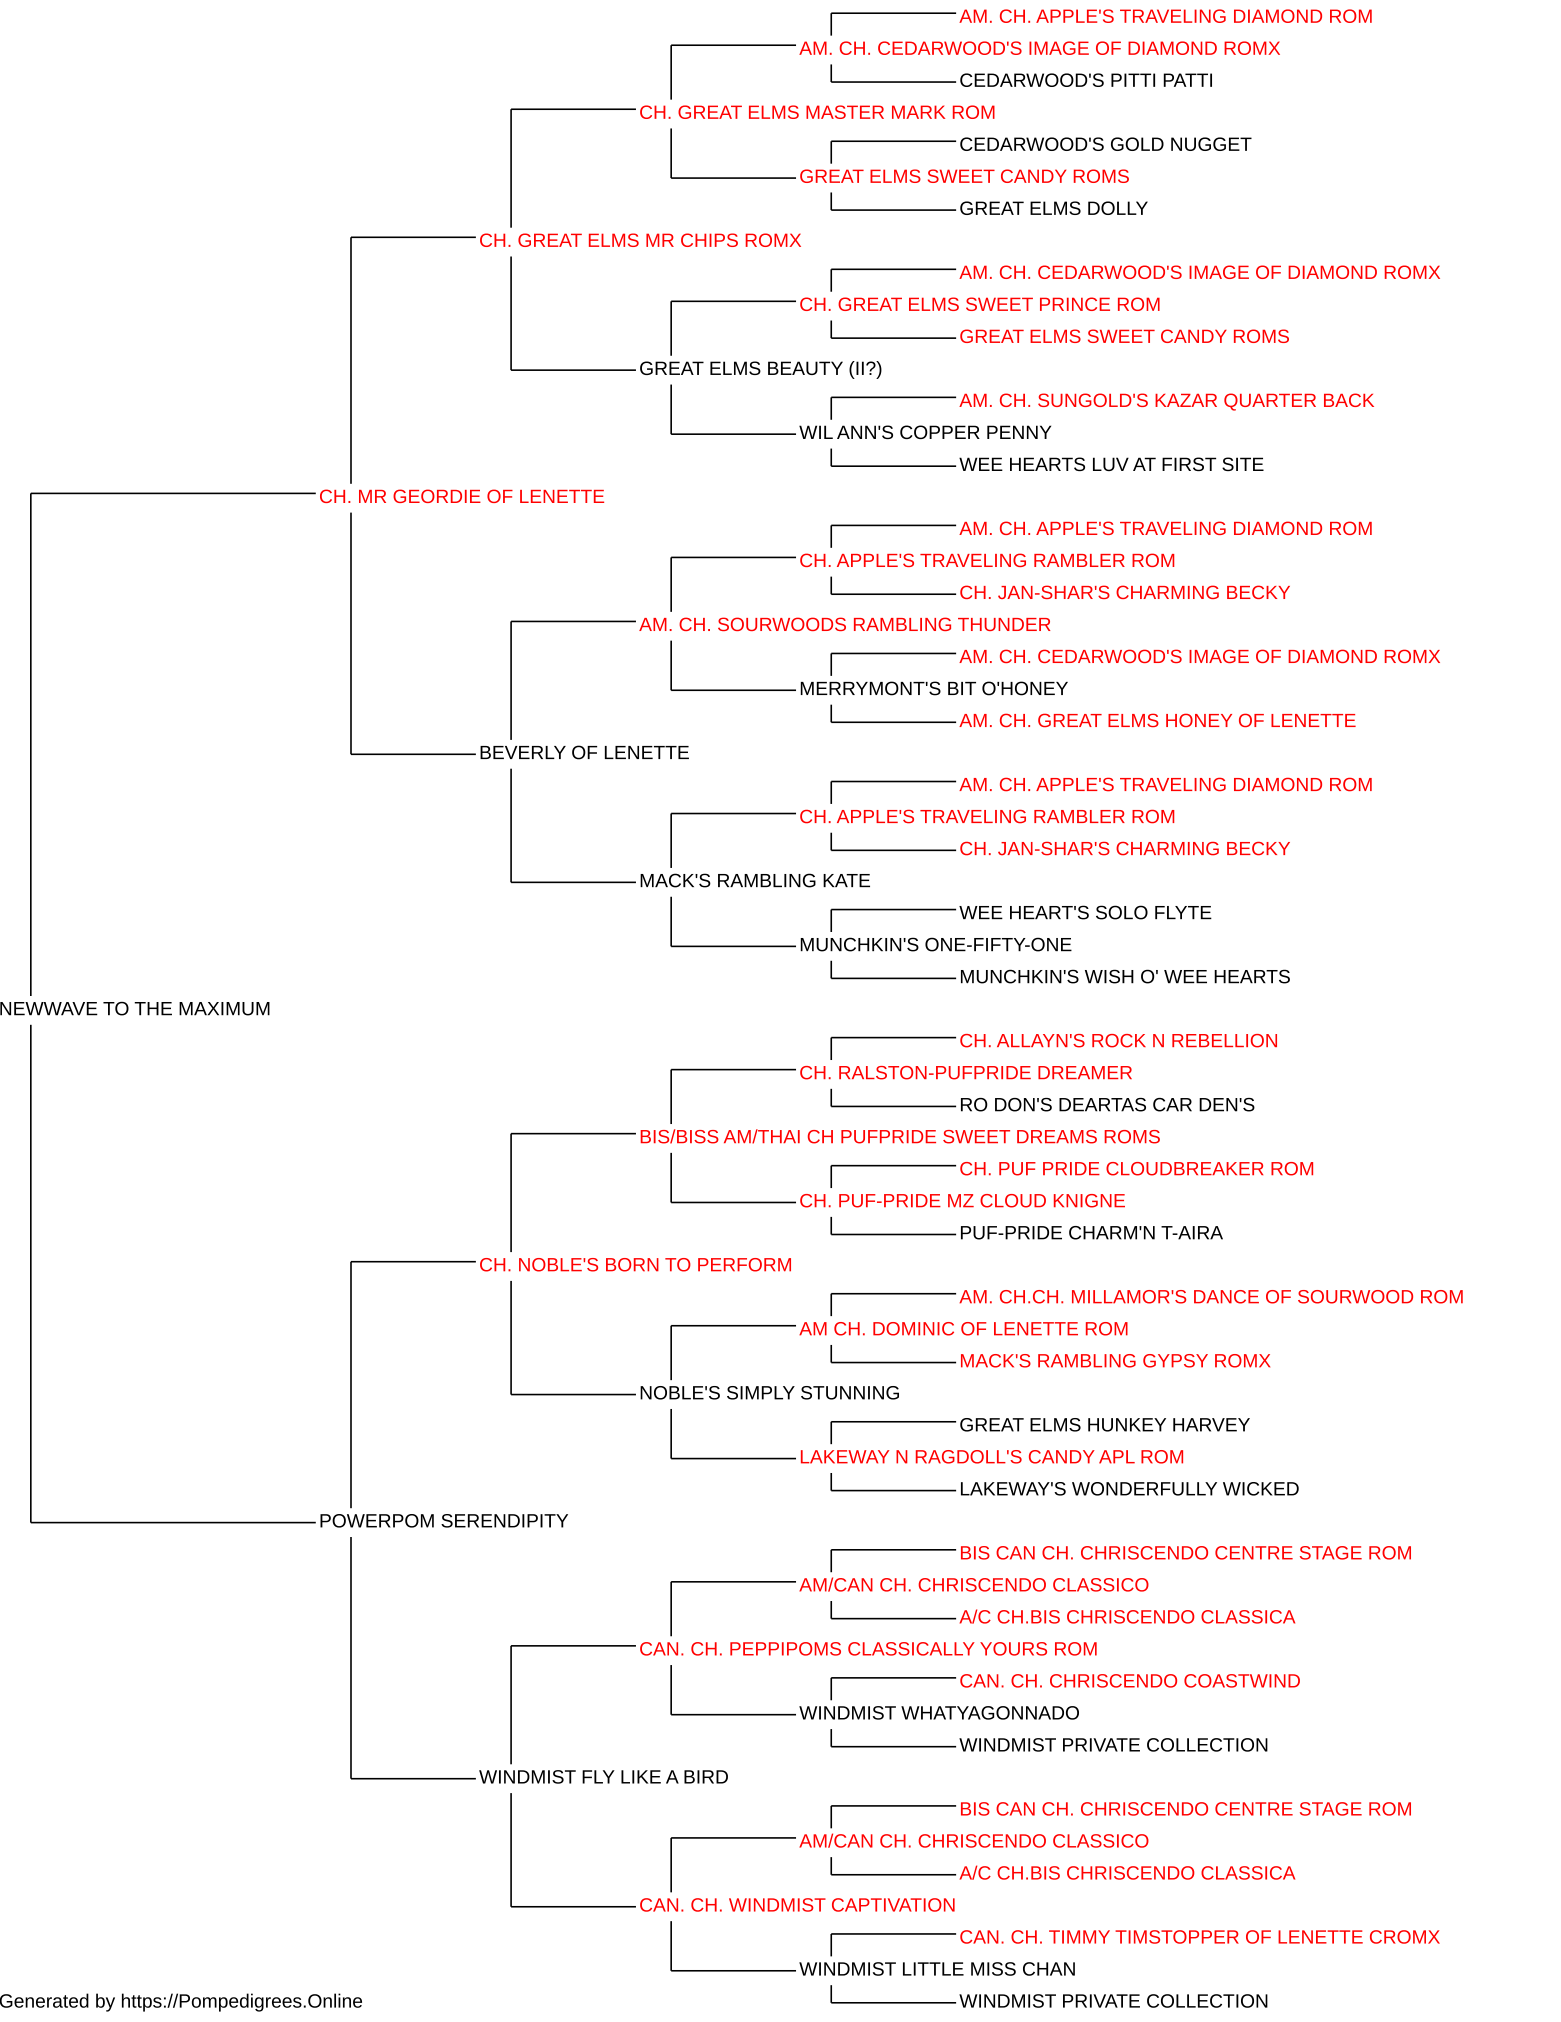 AM. CH. APPLE'S TRAVELING DIAMOND ROM
AM. CH. CEDARWOOD'S IMAGE OF DIAMOND ROMX
CEDARWOOD'S PITTI PATTI
CH. GREAT ELMS MASTER MARK ROM
CEDARWOOD'S GOLD NUGGET
GREAT ELMS SWEET CANDY ROMS
GREAT ELMS DOLLY
CH. GREAT ELMS MR CHIPS ROMX
AM. CH. CEDARWOOD'S IMAGE OF DIAMOND ROMX
CH. GREAT ELMS SWEET PRINCE ROM
GREAT ELMS SWEET CANDY ROMS
GREAT ELMS BEAUTY (II?)
AM. CH. SUNGOLD'S KAZAR QUARTER BACK
WIL ANN'S COPPER PENNY
WEE HEARTS LUV AT FIRST SITE
CH. MR GEORDIE OF LENETTE
AM. CH. APPLE'S TRAVELING DIAMOND ROM
CH. APPLE'S TRAVELING RAMBLER ROM
CH. JAN-SHAR'S CHARMING BECKY
AM. CH. SOURWOODS RAMBLING THUNDER
AM. CH. CEDARWOOD'S IMAGE OF DIAMOND ROMX
MERRYMONT'S BIT O'HONEY
AM. CH. GREAT ELMS HONEY OF LENETTE
BEVERLY OF LENETTE
AM. CH. APPLE'S TRAVELING DIAMOND ROM
CH. APPLE'S TRAVELING RAMBLER ROM
CH. JAN-SHAR'S CHARMING BECKY
MACK'S RAMBLING KATE
WEE HEART'S SOLO FLYTE
MUNCHKIN'S ONE-FIFTY-ONE
MUNCHKIN'S WISH O' WEE HEARTS
NEWWAVE TO THE MAXIMUM
CH. ALLAYN'S ROCK N REBELLION
CH. RALSTON-PUFPRIDE DREAMER
RO DON'S DEARTAS CAR DEN'S
BIS/BISS AM/THAI CH PUFPRIDE SWEET DREAMS ROMS
CH. PUF PRIDE CLOUDBREAKER ROM
CH. PUF-PRIDE MZ CLOUD KNIGNE
PUF-PRIDE CHARM'N T-AIRA
CH. NOBLE'S BORN TO PERFORM
AM. CH.CH. MILLAMOR'S DANCE OF SOURWOOD ROM
AM CH. DOMINIC OF LENETTE ROM
MACK'S RAMBLING GYPSY ROMX
NOBLE'S SIMPLY STUNNING
GREAT ELMS HUNKEY HARVEY
LAKEWAY N RAGDOLL'S CANDY APL ROM
LAKEWAY'S WONDERFULLY WICKED
POWERPOM SERENDIPITY
BIS CAN CH. CHRISCENDO CENTRE STAGE ROM
AM/CAN CH. CHRISCENDO CLASSICO
A/C CH.BIS CHRISCENDO CLASSICA
CAN. CH. PEPPIPOMS CLASSICALLY YOURS ROM
CAN. CH. CHRISCENDO COASTWIND
WINDMIST WHATYAGONNADO
WINDMIST PRIVATE COLLECTION
WINDMIST FLY LIKE A BIRD
BIS CAN CH. CHRISCENDO CENTRE STAGE ROM
AM/CAN CH. CHRISCENDO CLASSICO
A/C CH.BIS CHRISCENDO CLASSICA
CAN. CH. WINDMIST CAPTIVATION
CAN. CH. TIMMY TIMSTOPPER OF LENETTE CROMX
WINDMIST LITTLE MISS CHAN
WINDMIST PRIVATE COLLECTION
Generated by https://Pompedigrees.Online